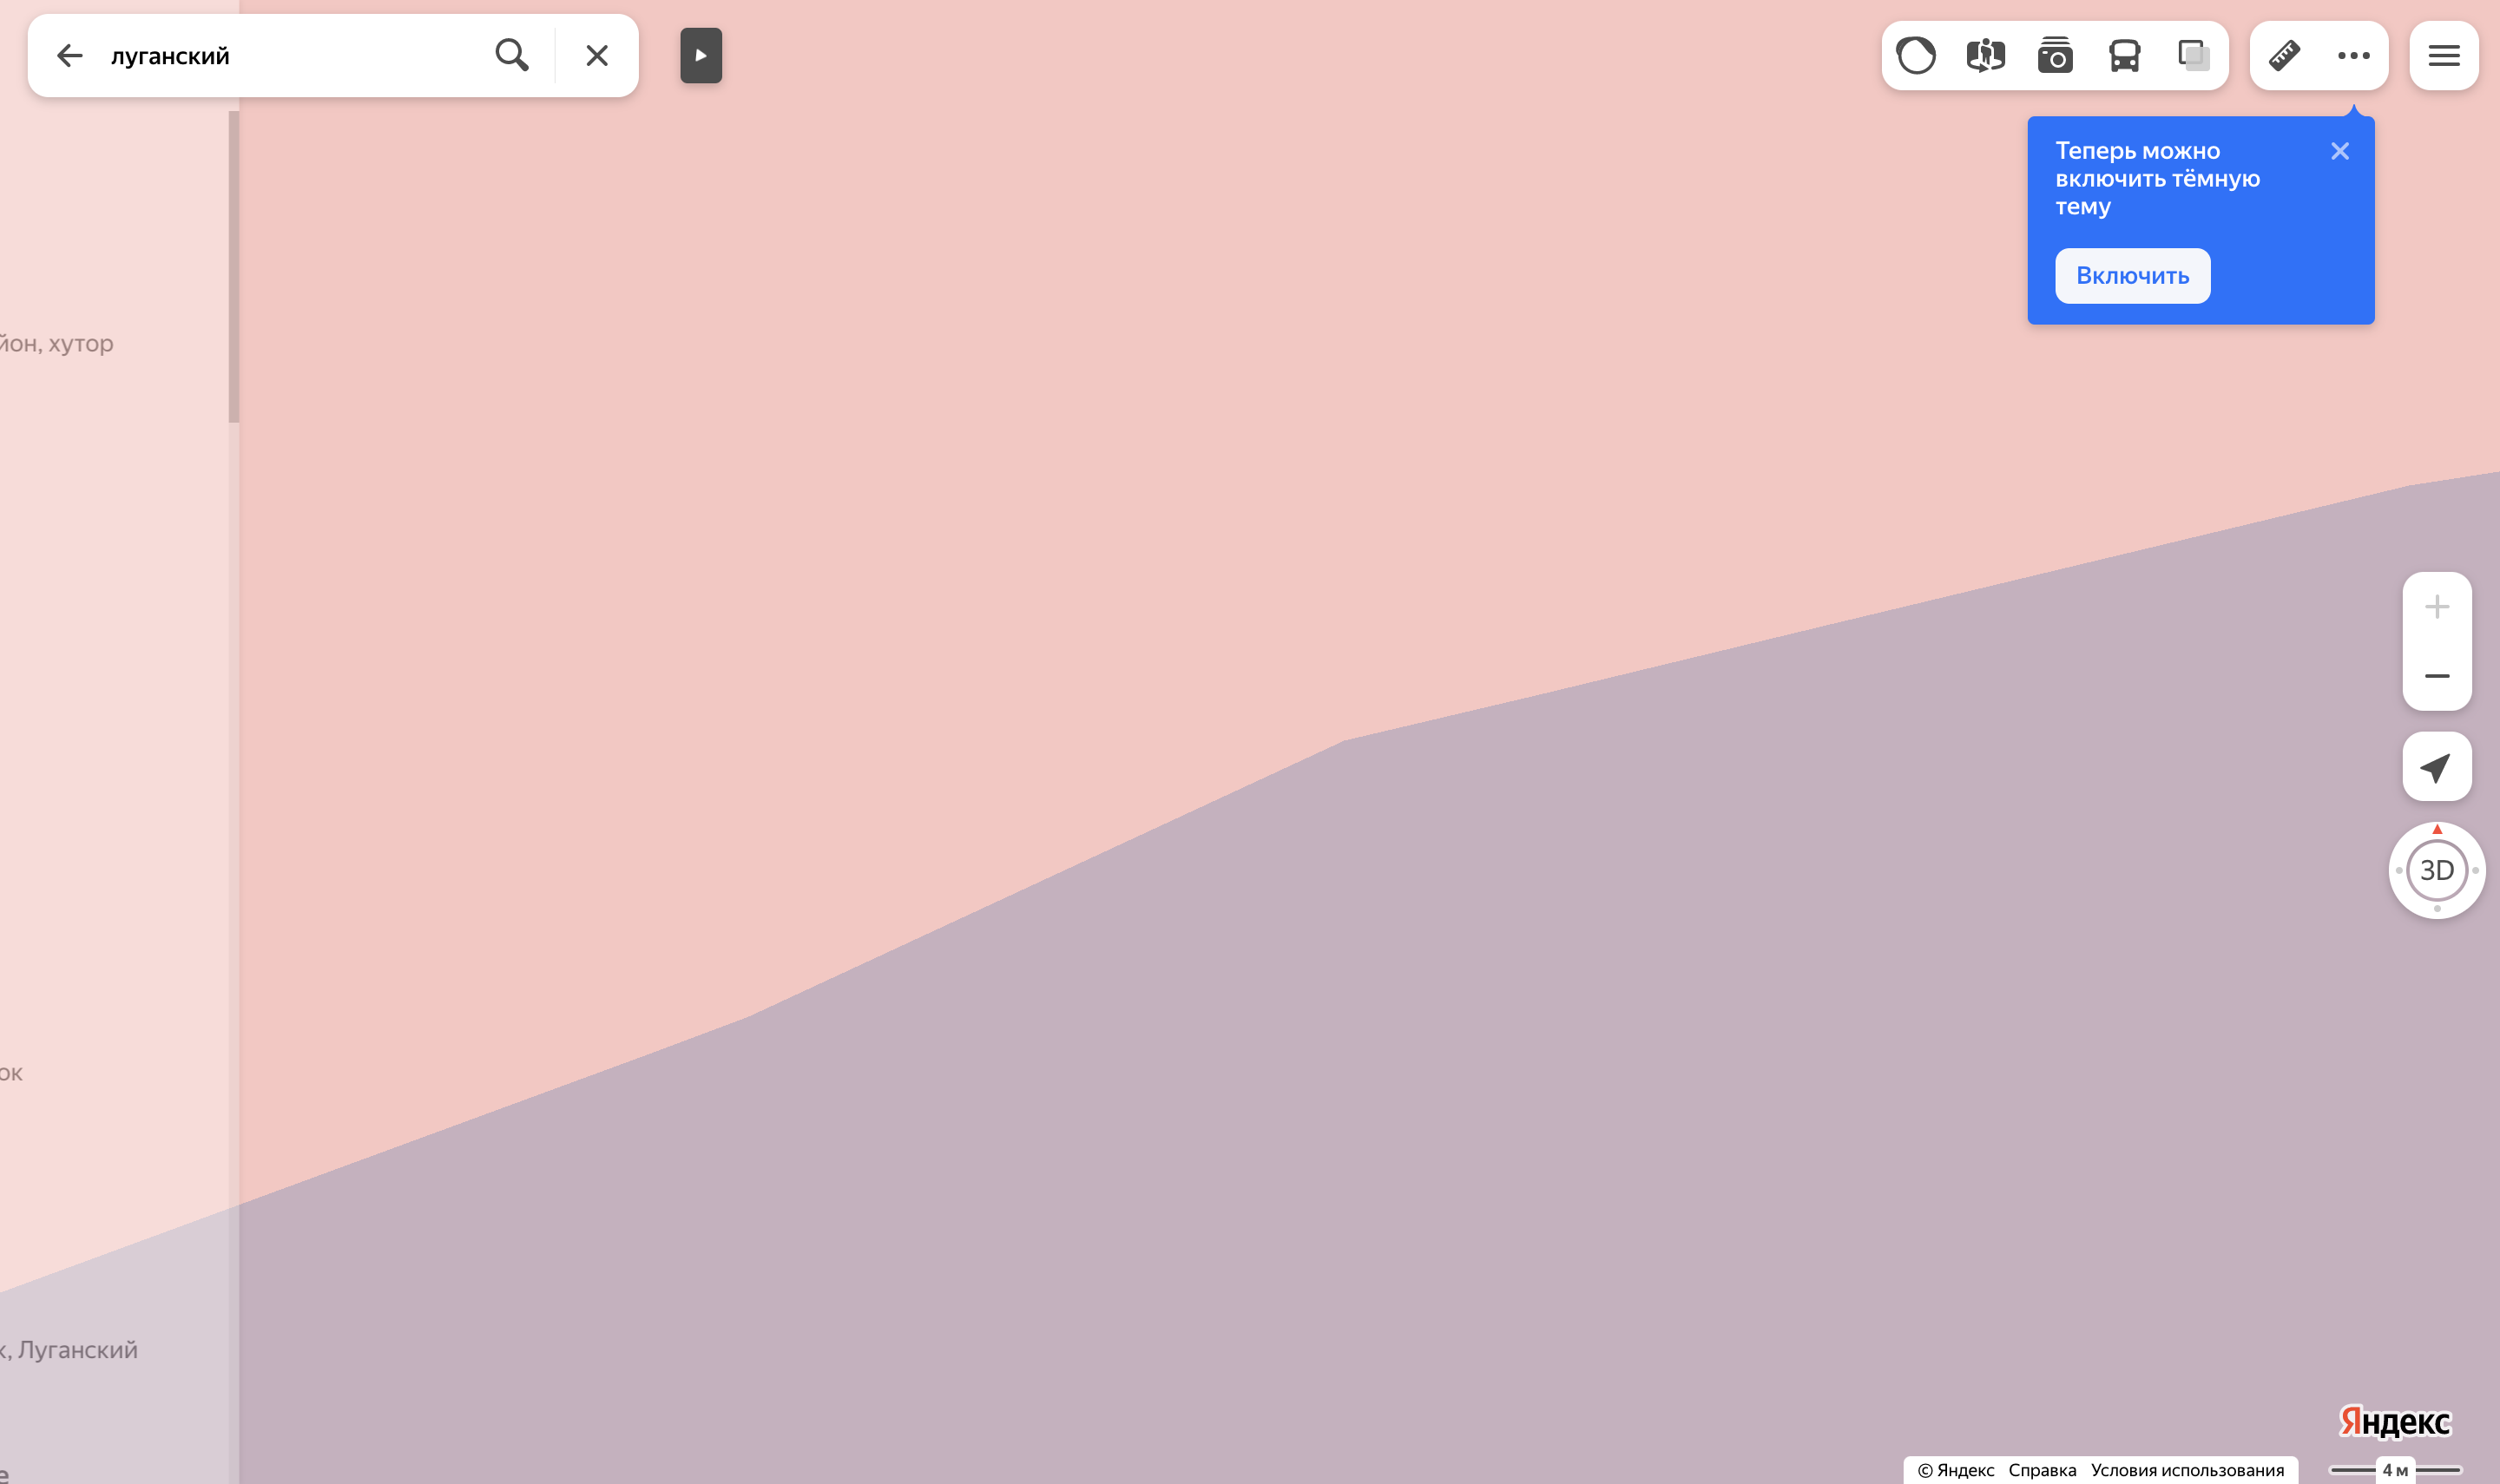 луганский
Теперь можно
включить тёмную
тему
Включить
йон, хутор
3D
ок
к, Луганский
Яндекс
© Яндекс Справка Условия использования
4 м